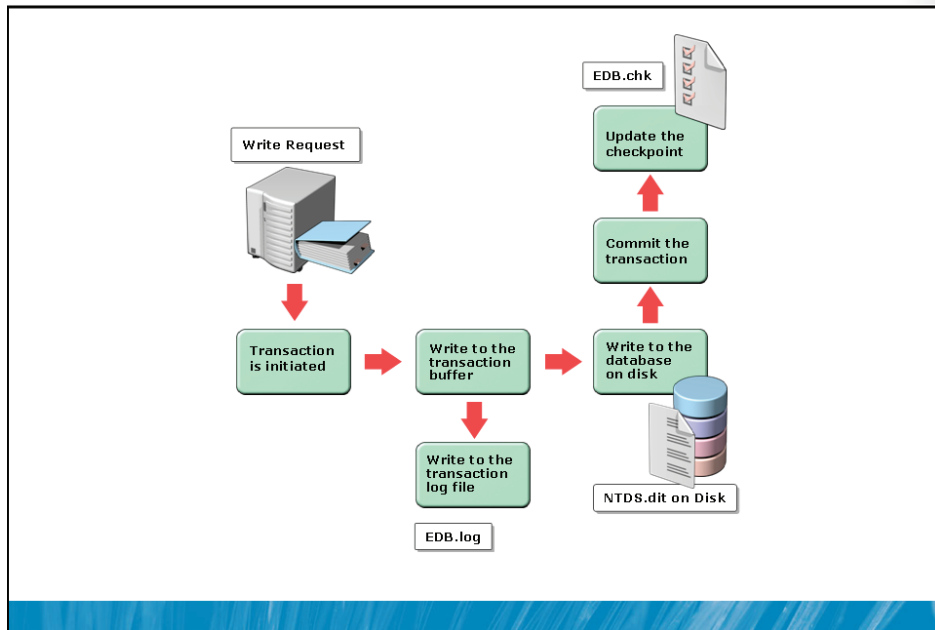 EDB.chk
Update the
checkpoint
Write Request
Commit the
transaction
Transaction
is initiated
Write to the
transaction
buffer
Write to the
database
on disk
Write to the
transaction
log file
NTDS.dit on Disk
EDB.log